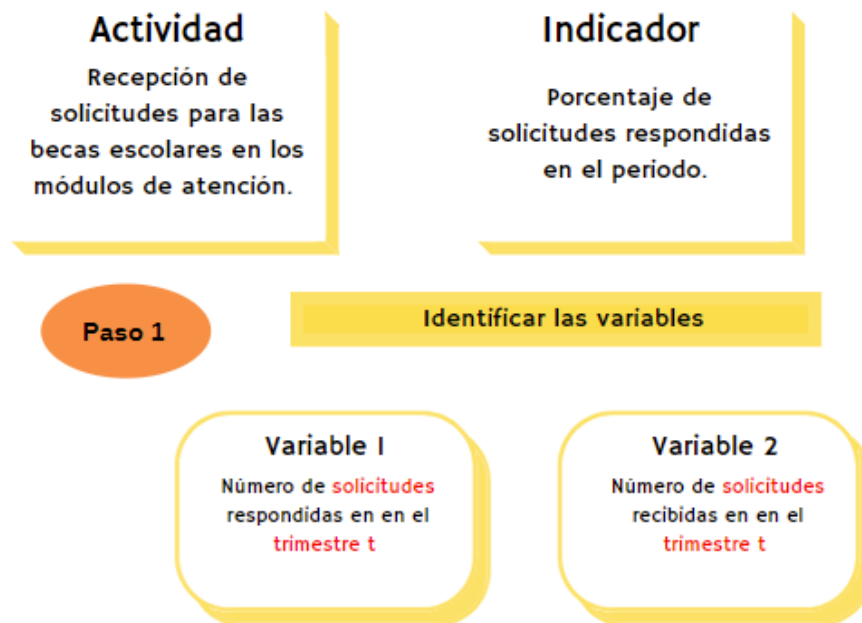 Actividad
Recepción de
solicitudes para las
becas escolares en los
módulos de atención.
Indicador
Porcentaje de
solicitudes respondidas
en el periodo.
Paso 1
Identificar las variables
Variable 1
Número de solicitudes
respondidas en en el
trimestre t
Variable 2
Número de solicitudes
recibidas en en el
trimestre t